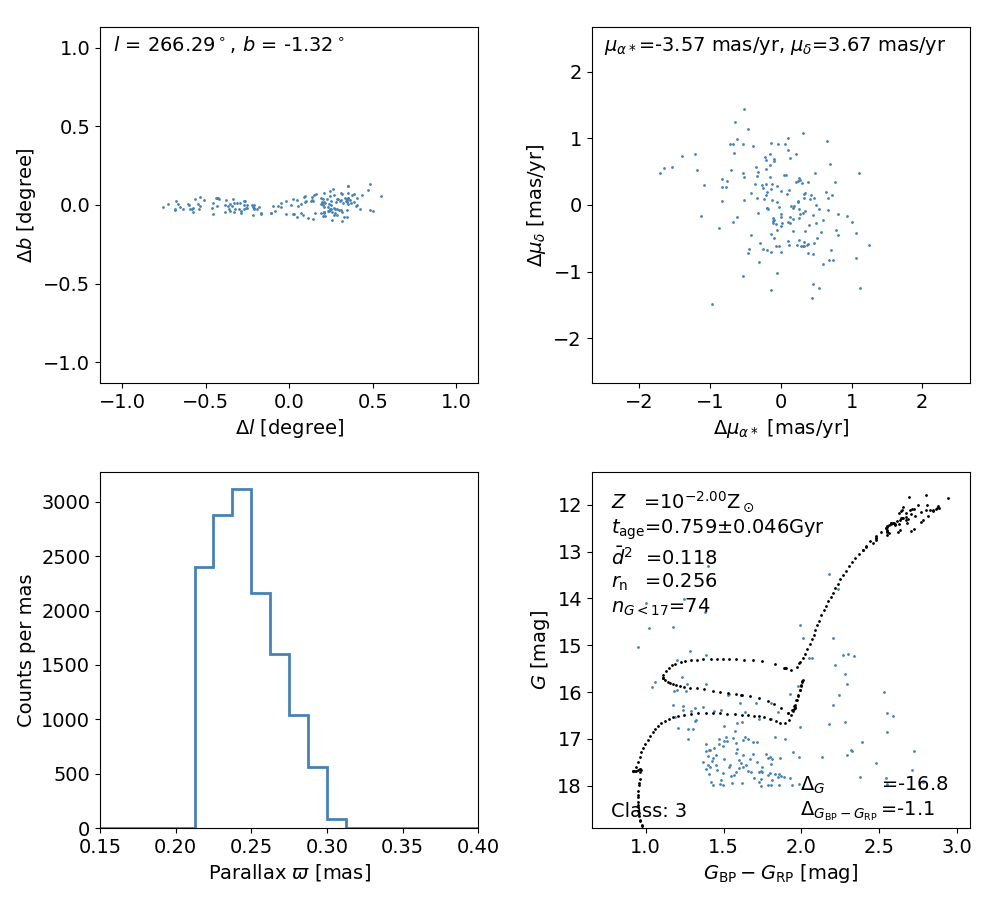 l = 266.29°, b = -1.32°
1.0
0.5
0.0
−0.5
−1.0
Δb [degree]
−1.0 −0.5 0.0 0.5 1.0
Δl [degree]
μα*=-3.57 mas/yr, μδ=3.67 mas/yr
2
1
0
−1
−2
Δμδ [mas/yr]
−2 −1 0 1 2
Δμα* [mas/yr]
3000
2500
2000
1500
1000
500
0
Counts per mas
0.15 0.20 0.25 0.30 0.35 0.40
Parallax ϖ [mas]
Z =10^−2.00 Z⊙
tage=0.759±0.046Gyr
d̄² =0.118
rn =0.256
nG<17=74
12
13
14
15
16
17
18
G [mag]
ΔG =-16.8
ΔGBP−GRP=-1.1
Class: 3
1.0 1.5 2.0 2.5 3.0
GBP − GRP [mag]